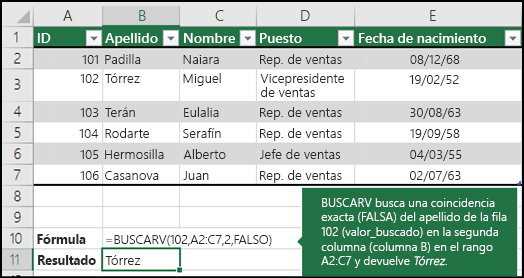 A B C D E
1 ID Apellido Nombre Puesto Fecha de nacimiento
2 101 Padilla Naiara Rep. de ventas 08/12/68
3 102 Tórrez Miguel Vicepresidente de ventas 19/02/52
4 103 Terán Eulalia Rep. de ventas 30/08/63
5 104 Rodarte Serafín Rep. de ventas 19/09/58
6 105 Hermosilla Alberto Jefe de ventas 04/03/55
7 106 Casanova Juan Rep. de ventas 02/07/63
8
9
10 Fórmula =BUSCARV(102,A2:C7,2,FALSO)
11 Resultado Tórrez
BUSCARV busca una coincidencia
exacta (FALSA) del apellido de la fila
102 (valor_buscado) en la segunda
columna (columna B) en el rango
A2:C7 y devuelve Tórrez.